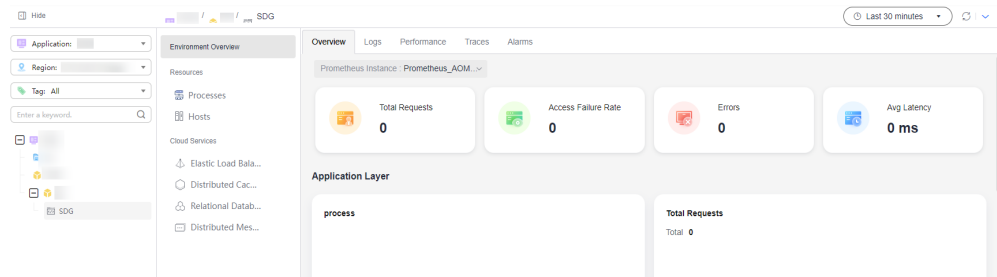 Hide
/ / SDG
Last 30 minutes
Application:
Region:
Tag: All
Enter a keyword.
SDG
Environment Overview
Resources
Processes
Hosts
Cloud Services
Elastic Load Bala...
Distributed Cac...
Relational Datab...
Distributed Mes...
Overview Logs Performance Traces Alarms
Prometheus Instance : Prometheus_AOM...
Total Requests
0
Access Failure Rate
0
Errors
0
Avg Latency
0 ms
Application Layer
process
Total Requests
Total 0